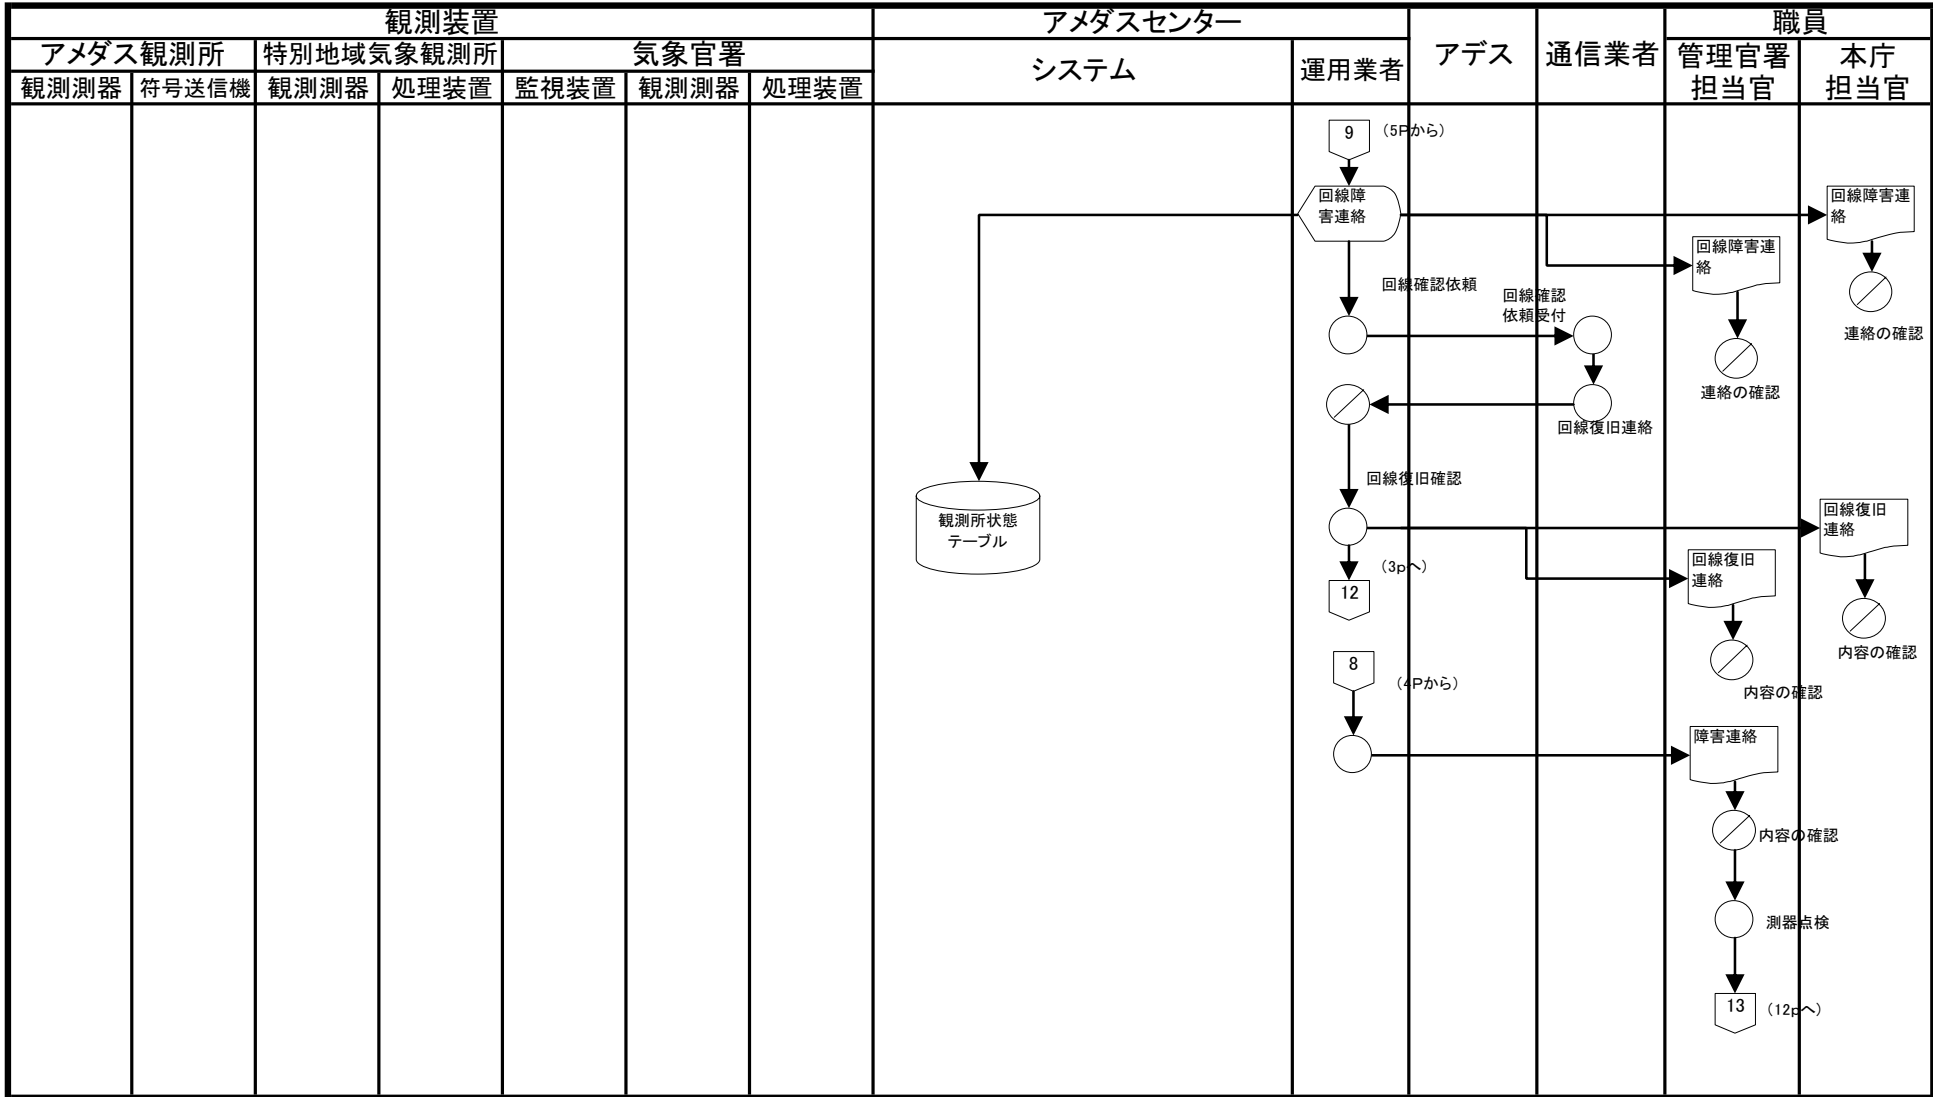 観測装置
アメダスセンター
アデス
通信業者
職員
アメダス観測所
特別地域気象観測所
気象官署
システム
運用業者
管理官署
担当官
本庁
担当官
観測測器
符号送信機
観測測器
処理装置
監視装置
観測測器
処理装置
9
（5Pから）
回線障
害連絡
回線障害連
絡
回線障害連
絡
回線確認依頼
回線確認
依頼受付
連絡の確認
連絡の確認
回線復旧連絡
回線復旧確認
観測所状態
テーブル
回線復旧
連絡
回線復旧
連絡
（3pへ）
12
内容の確認
8
（4Pから）
内容の確認
障害連絡
内容の確認
測器点検
13
（12pへ）